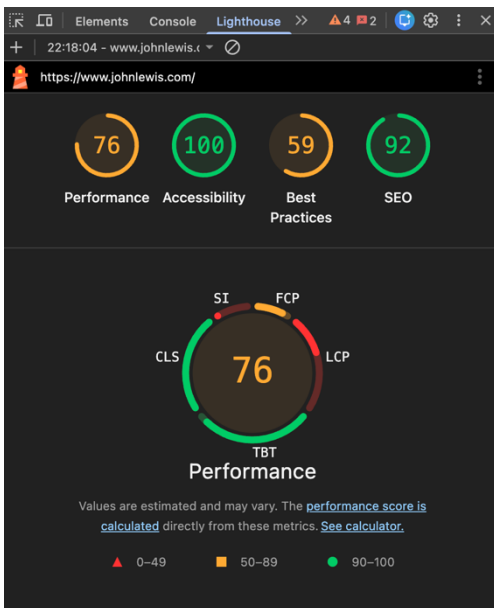 Elements Console Lighthouse >> 4 2
+ 22:18:04 - www.johnlewis.c
https://www.johnlewis.com/
76 100 59 92
Performance Accessibility Best Practices SEO
SI FCP
CLS LCP
76
TBT
Performance
Values are estimated and may vary. The performance score is
calculated directly from these metrics. See calculator.
0–49 50–89 90–100